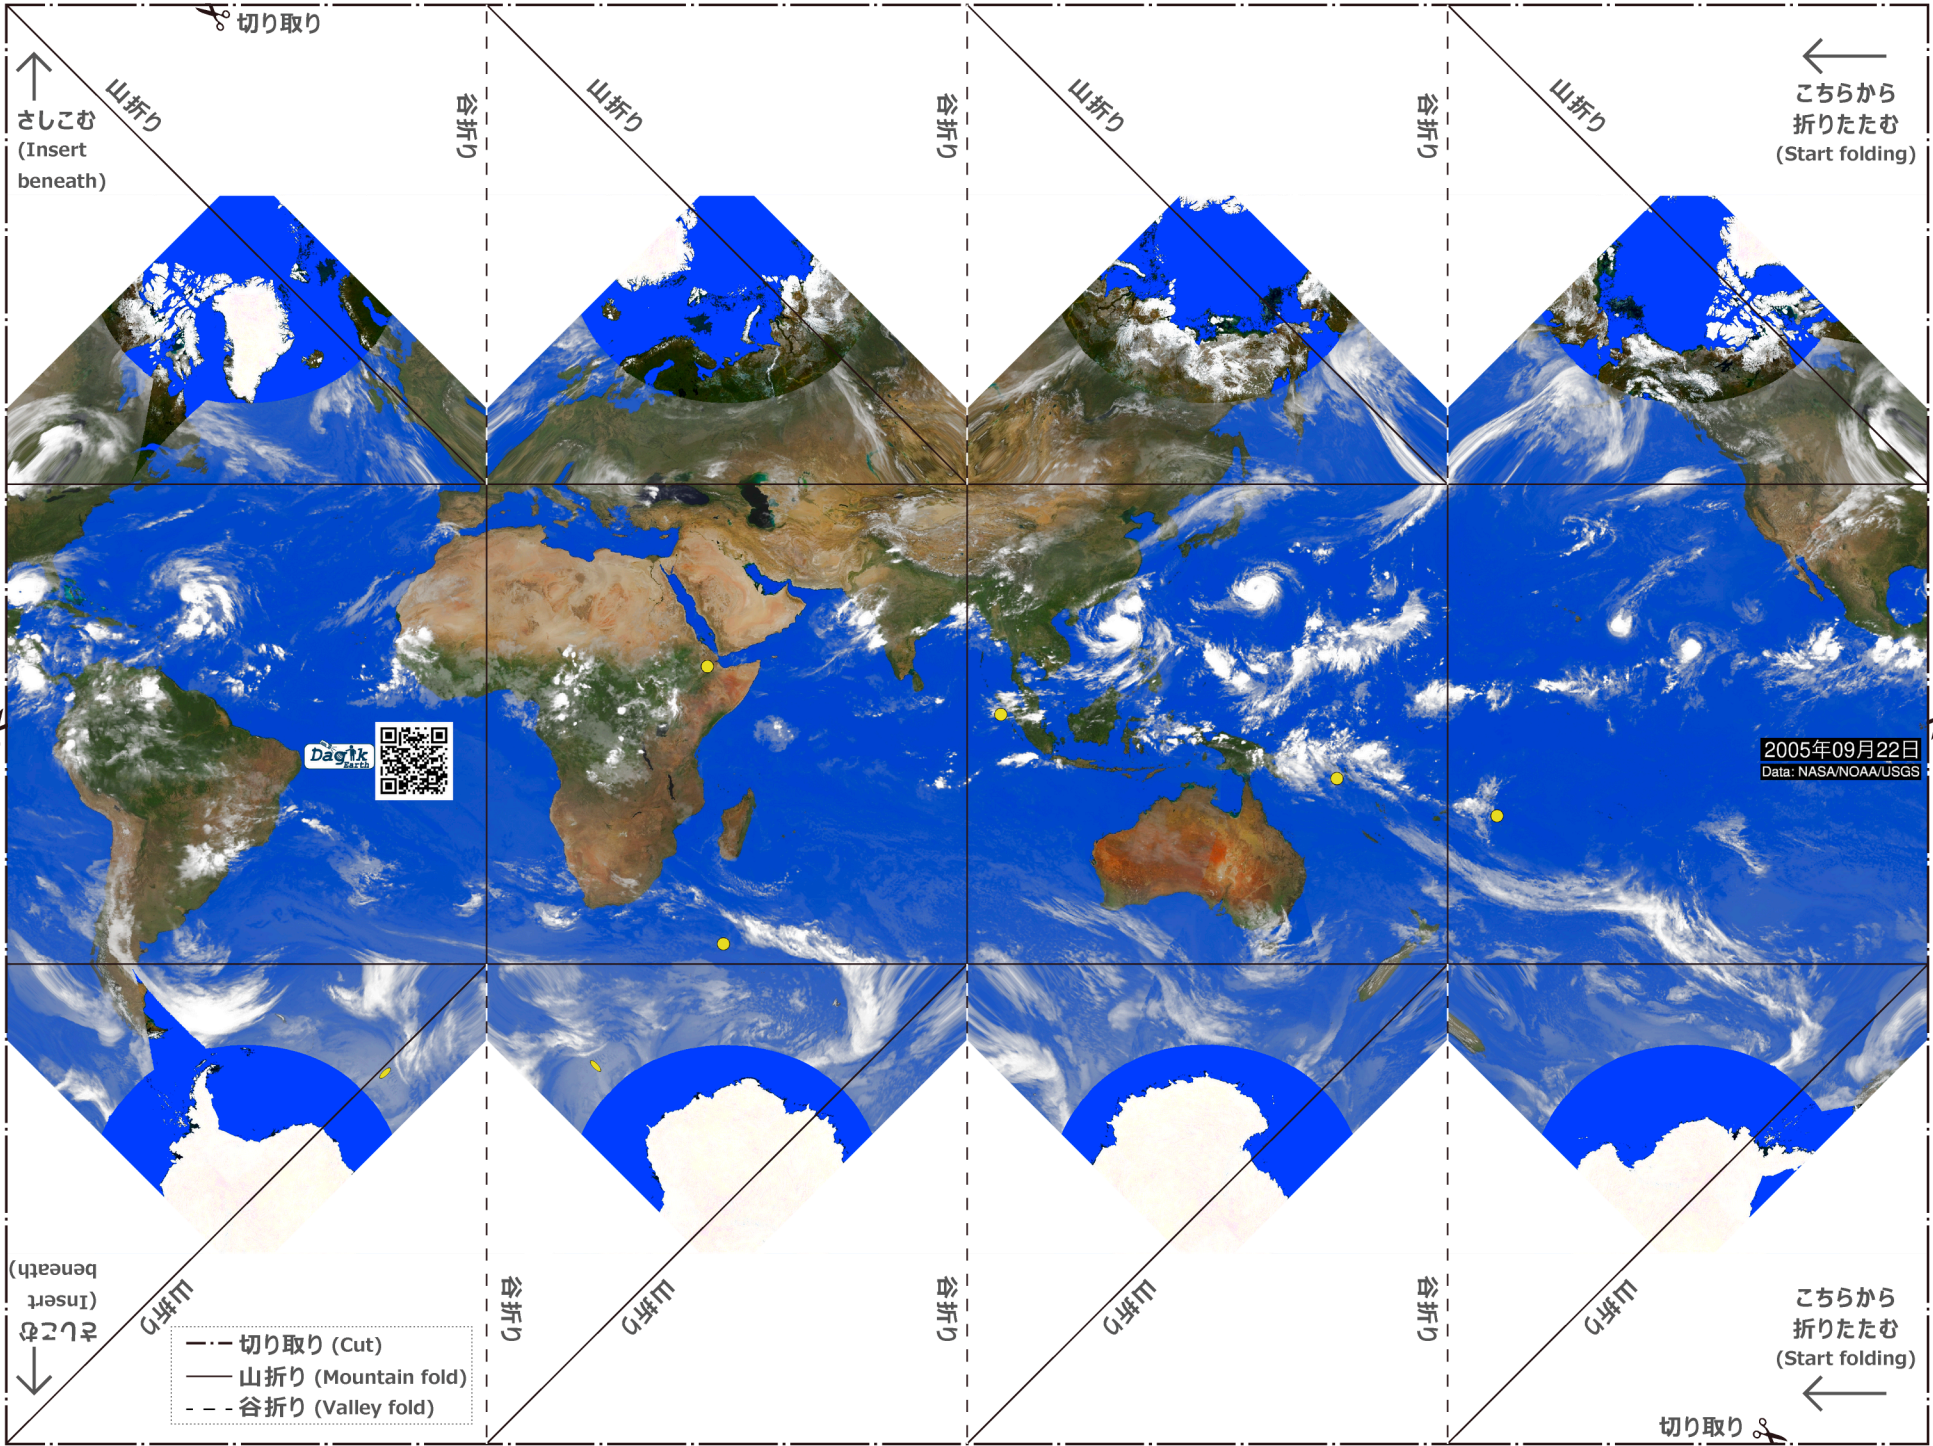 切り取り
山折り
谷折り
山折り
谷折り
山折り
谷折り
山折り
さしこむ
(Insert
beneath)
こちらから
折りたたむ
(Start folding)
Dagik
Earth
2005年09月22日
Data: NASA/NOAA/USGS
さしこむ
(Insert
beneath)
山折り
谷折り
山折り
谷折り
山折り
谷折り
山折り
こちらから
折りたたむ
(Start folding)
切り取り (Cut)
山折り (Mountain fold)
谷折り (Valley fold)
切り取り